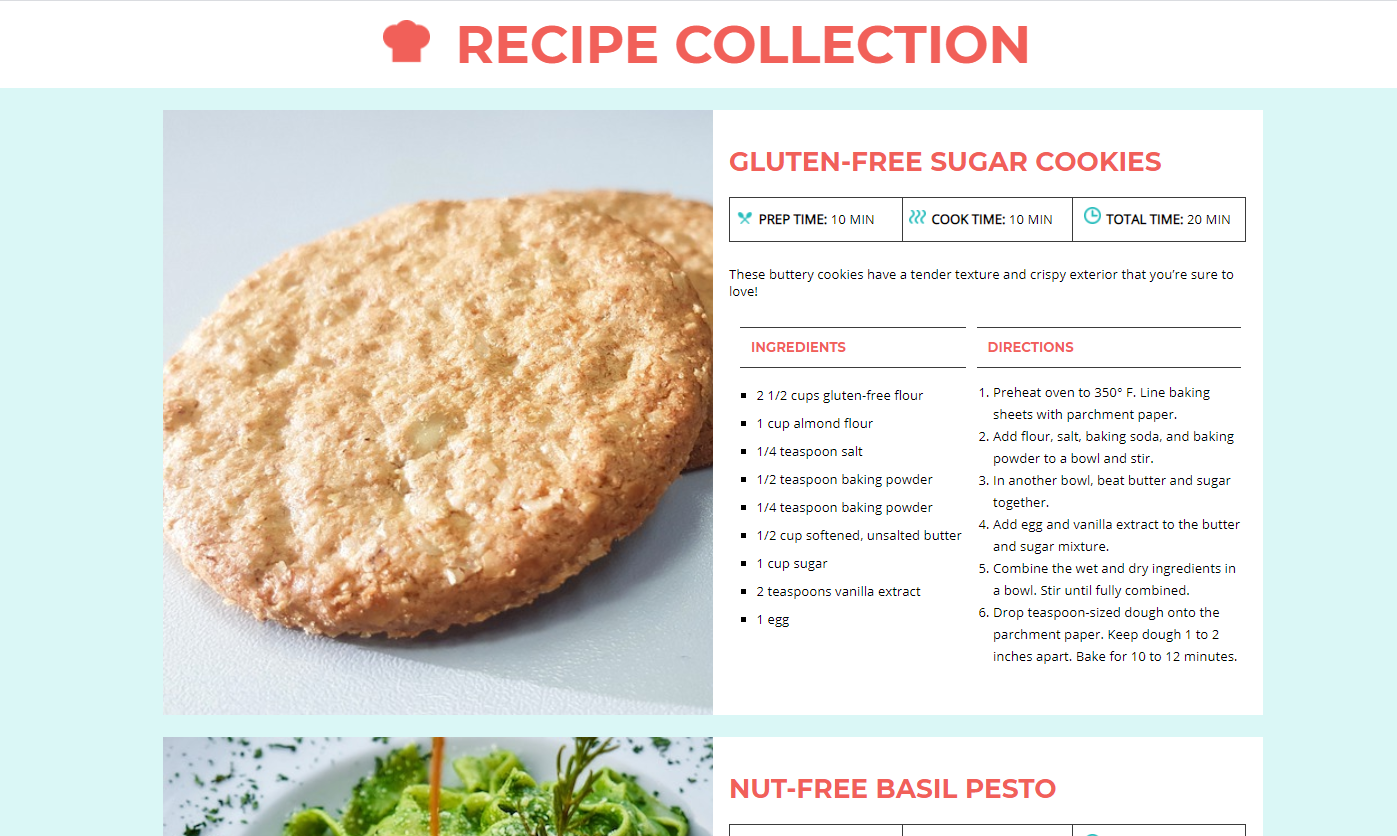 RECIPE COLLECTION
GLUTEN-FREE SUGAR COOKIES
PREP TIME: 10 MIN COOK TIME: 10 MIN TOTAL TIME: 20 MIN
These buttery cookies have a tender texture and crispy exterior that you’re sure to
love!
INGREDIENTS
2 1/2 cups gluten-free flour
1 cup almond flour
1/4 teaspoon salt
1/2 teaspoon baking powder
1/4 teaspoon baking powder
1/2 cup softened, unsalted butter
1 cup sugar
2 teaspoons vanilla extract
1 egg
DIRECTIONS
1. Preheat oven to 350° F. Line baking
sheets with parchment paper.
2. Add flour, salt, baking soda, and baking
powder to a bowl and stir.
3. In another bowl, beat butter and sugar
together.
4. Add egg and vanilla extract to the butter
and sugar mixture.
5. Combine the wet and dry ingredients in
a bowl. Stir until fully combined.
6. Drop teaspoon-sized dough onto the
parchment paper. Keep dough 1 to 2
inches apart. Bake for 10 to 12 minutes.
NUT-FREE BASIL PESTO